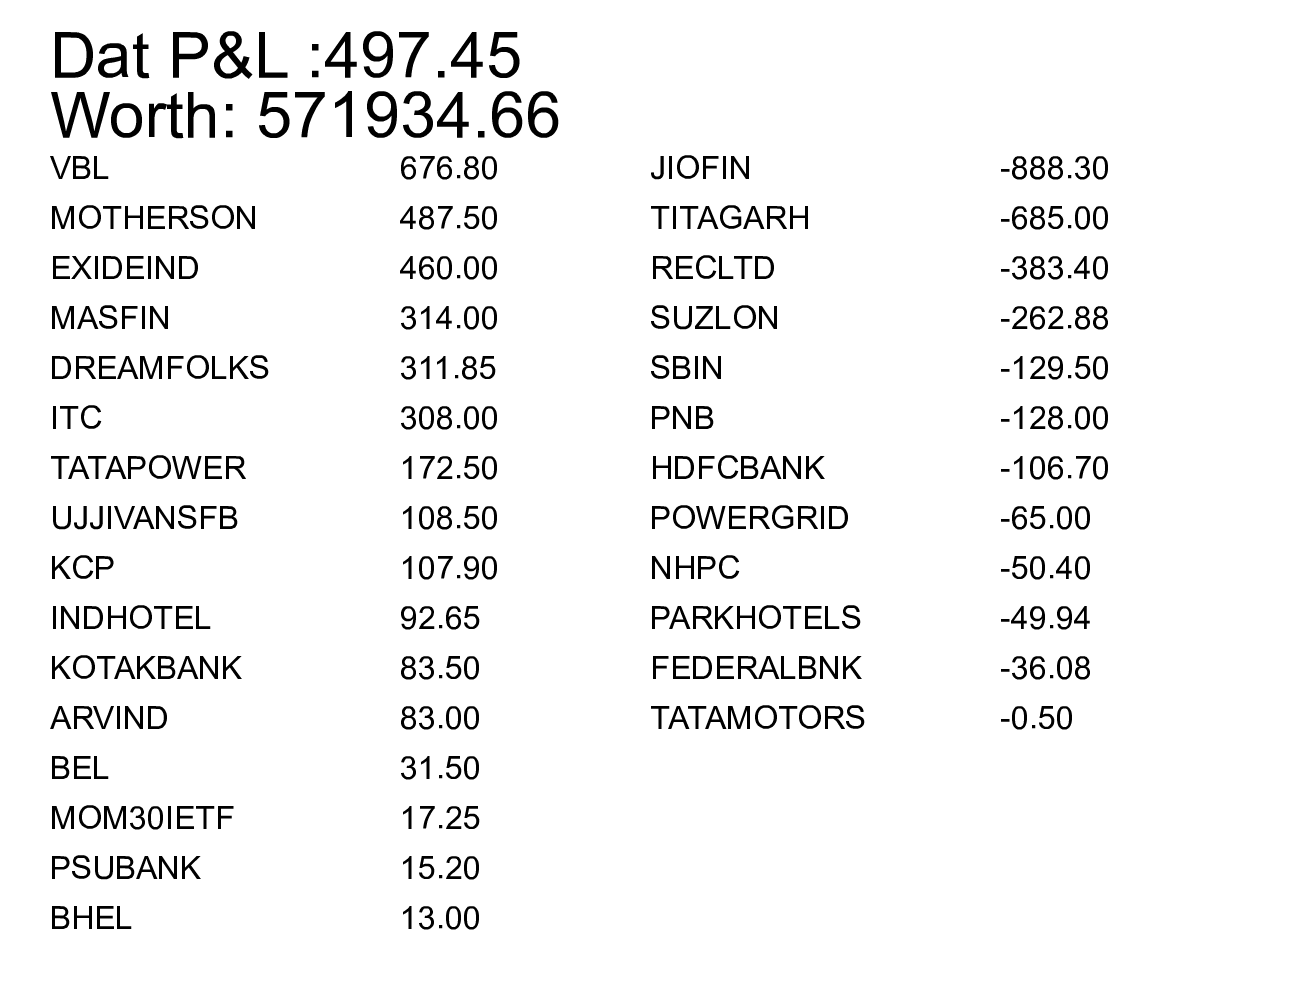 Dat P&L :497.45
Worth: 571934.66
VBL 676.80 JIOFIN -888.30
MOTHERSON 487.50 TITAGARH -685.00
EXIDEIND 460.00 RECLTD -383.40
MASFIN 314.00 SUZLON -262.88
DREAMFOLKS 311.85 SBIN -129.50
ITC 308.00 PNB -128.00
TATAPOWER 172.50 HDFCBANK -106.70
UJJIVANSFB 108.50 POWERGRID -65.00
KCP 107.90 NHPC -50.40
INDHOTEL 92.65 PARKHOTELS -49.94
KOTAKBANK 83.50 FEDERALBNK -36.08
ARVIND 83.00 TATAMOTORS -0.50
BEL 31.50
MOM30IETF 17.25
PSUBANK 15.20
BHEL 13.00